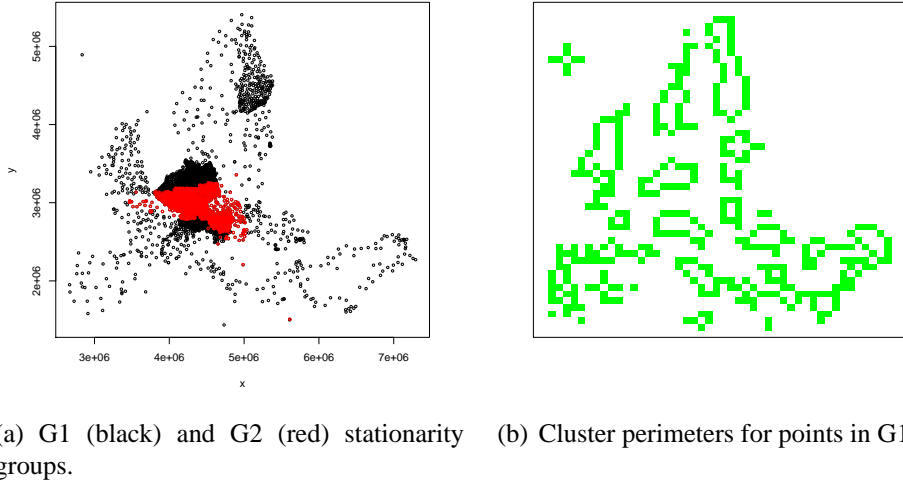 5e+06
4e+06
3e+06
2e+06
y
3e+06 4e+06 5e+06 6e+06 7e+06
x
(a) G1 (black) and G2 (red) stationarity
groups.
(b) Cluster perimeters for points in G1